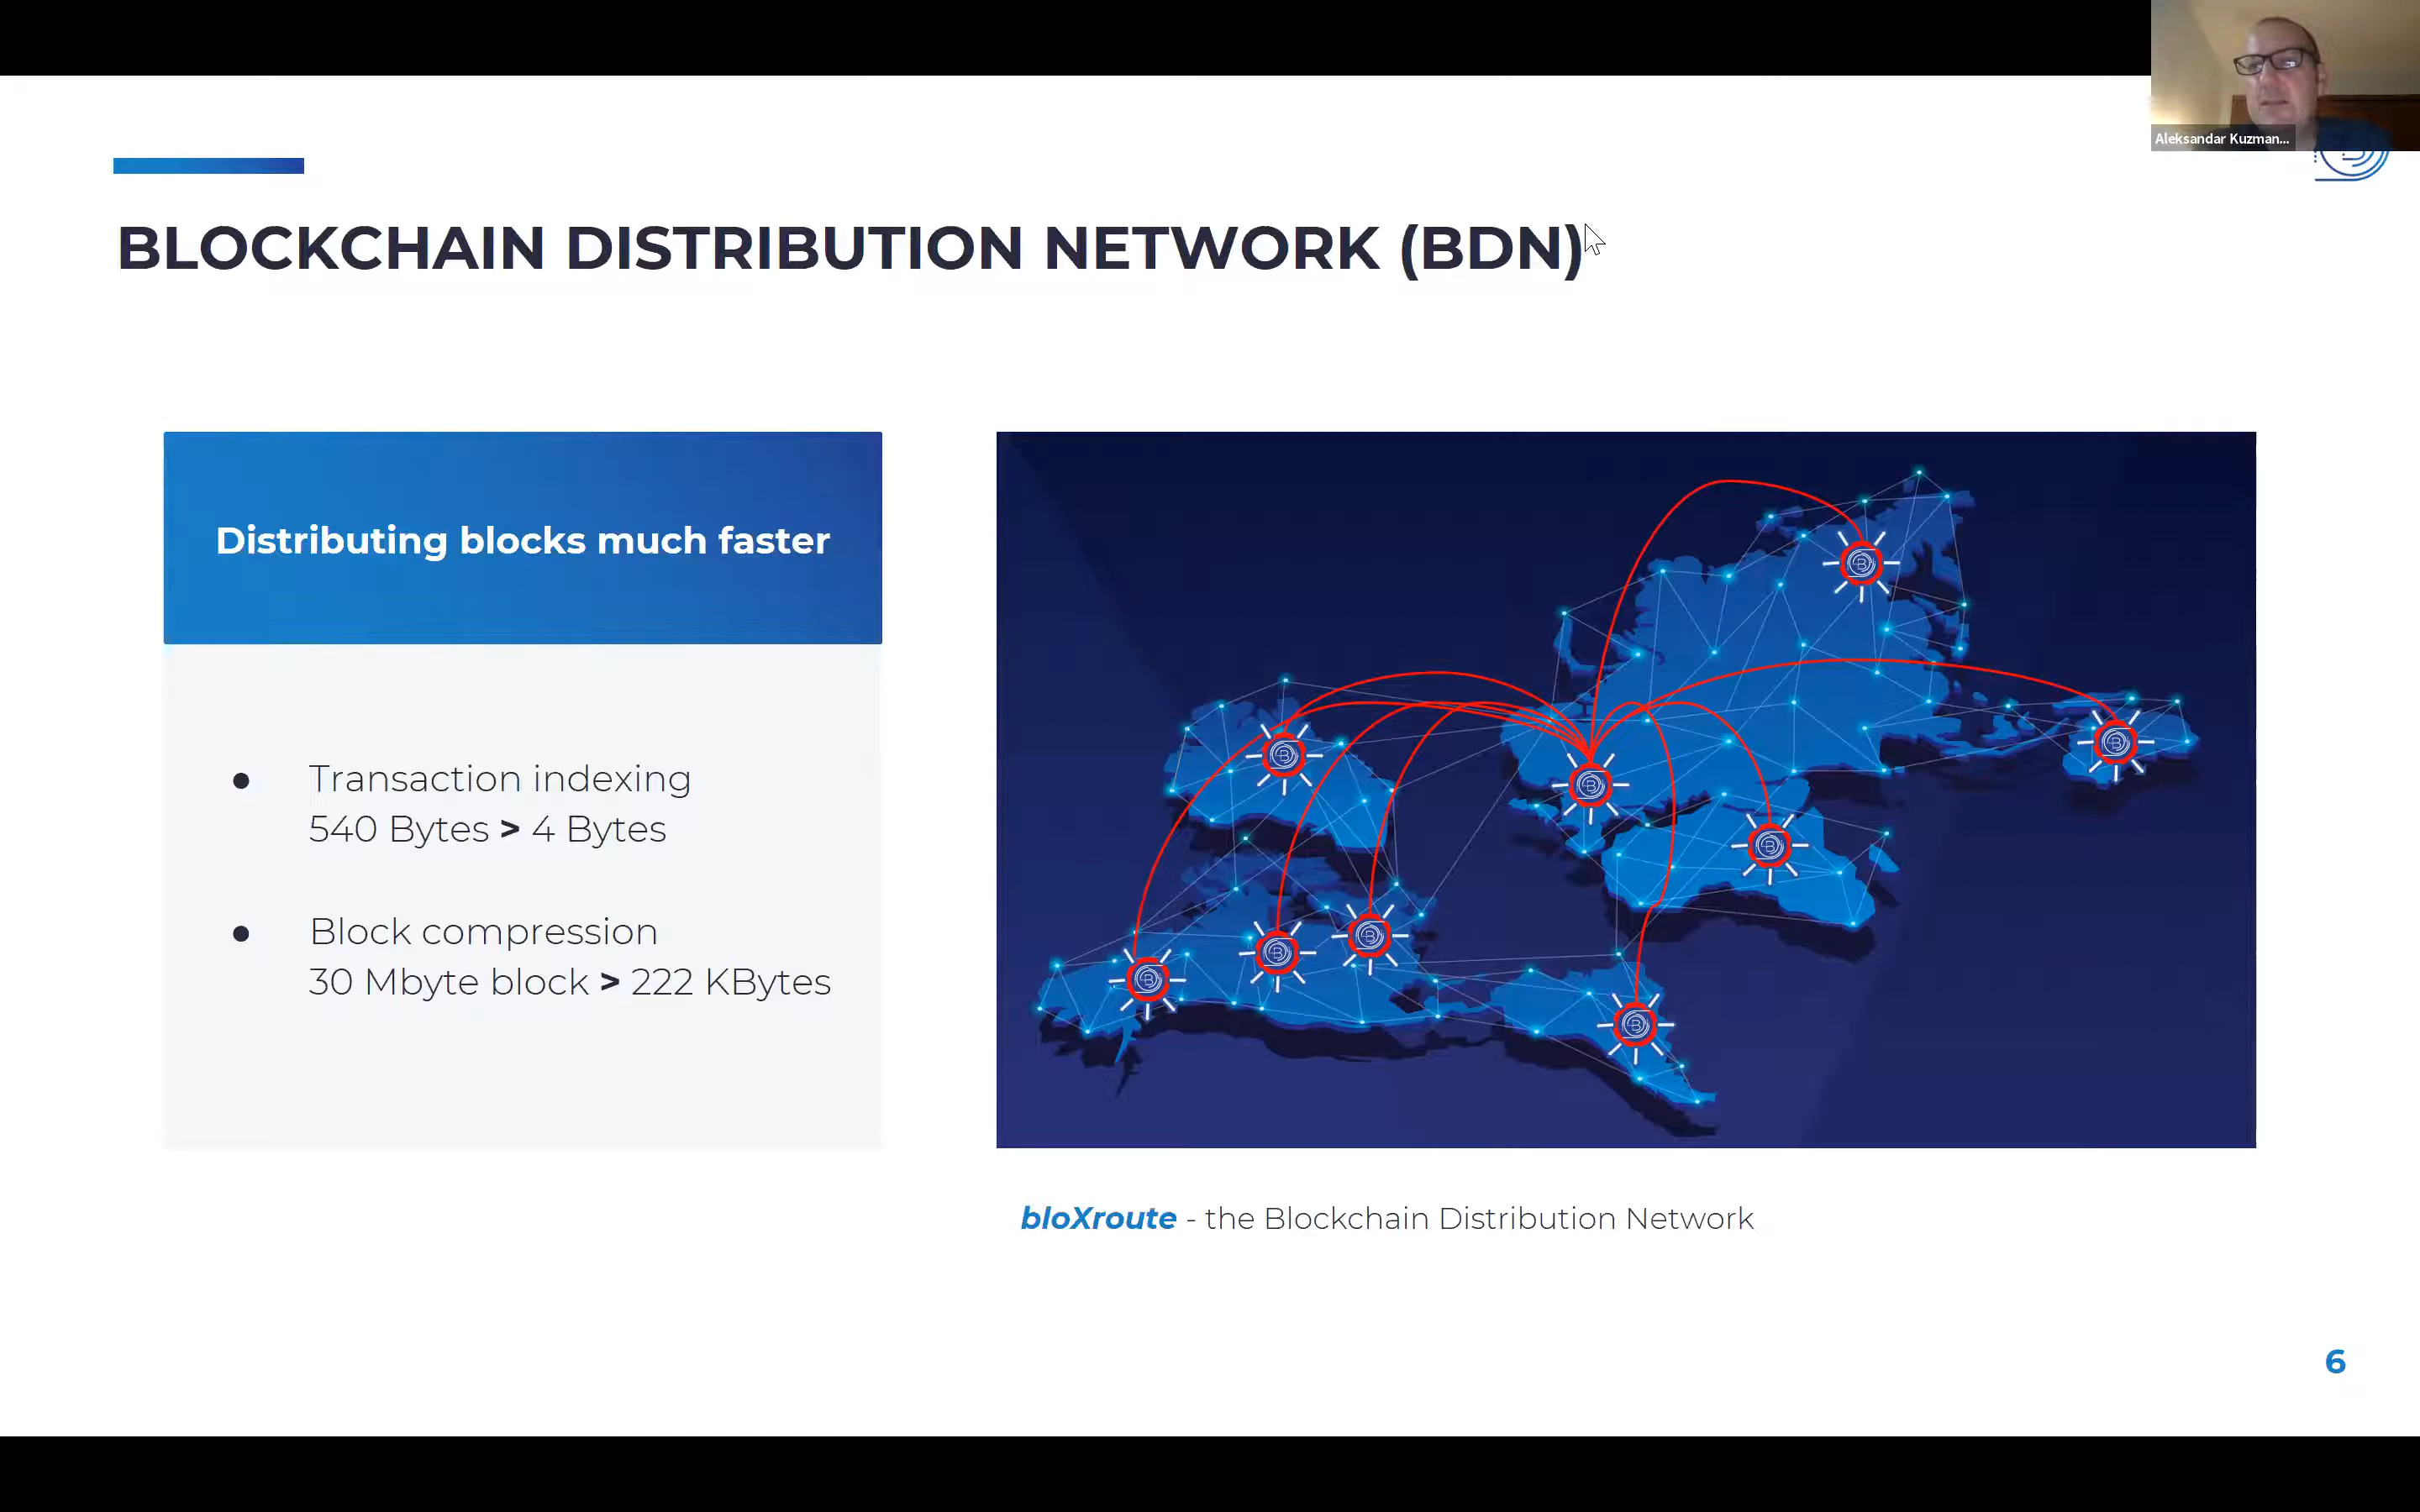 Aleksandar Kuzman...
BLOCKCHAIN DISTRIBUTION NETWORK (BDN)
Distributing blocks much faster
● Transaction indexing
540 Bytes > 4 Bytes
● Block compression
30 Mbyte block > 222 KBytes
bloXroute - the Blockchain Distribution Network
6